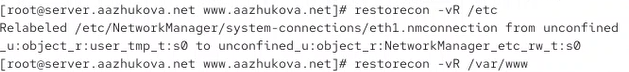 [root@server.aazhukova.net www.aazhukova.net]# restorecon -vR /etc
Relabeled /etc/NetworkManager/system-connections/eth1.nmconnection from unconfined
_u:object_r:user_tmp_t:s0 to unconfined_u:object_r:NetworkManager_etc_rw_t:s0
[root@server.aazhukova.net www.aazhukova.net]# restorecon -vR /var/www